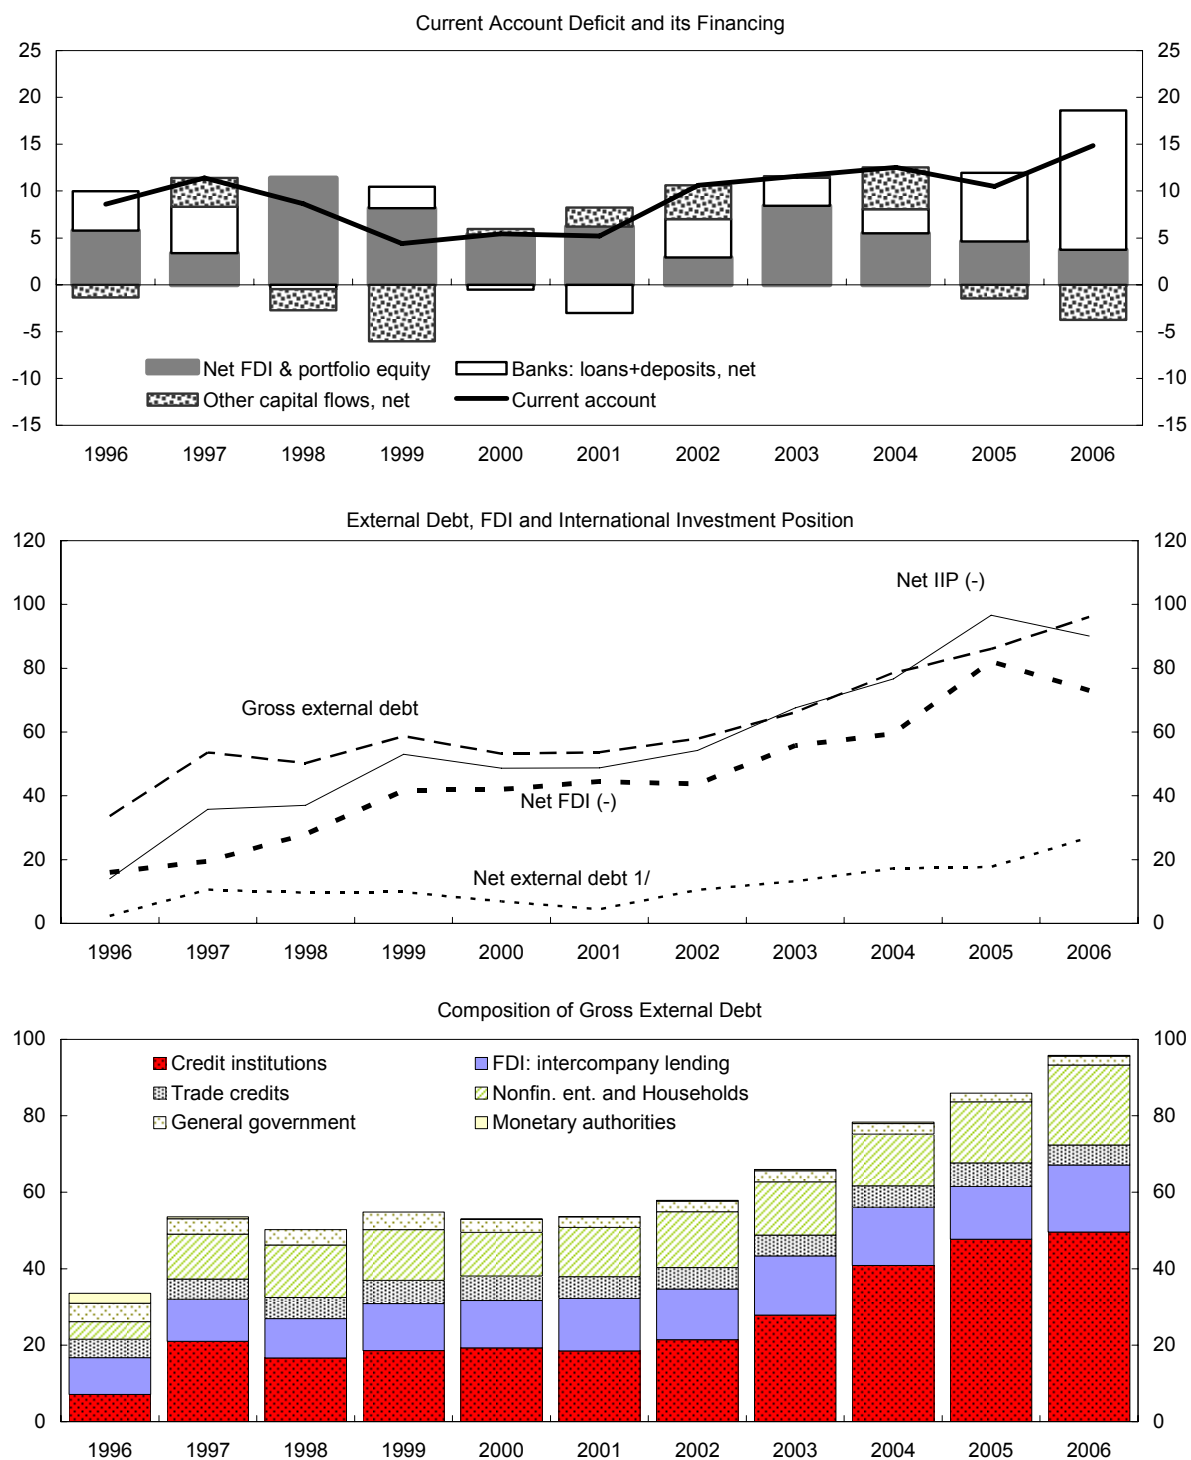 Current Account Deficit and its Financing
25 25
20 20
15 15
10 10
5 5
0 0
-5 -5
Net FDI & portfolio equity Banks: loans+deposits, net
-10 -10
Other capital flows, net Current account
-15 -15
1996 1997 1998 1999 2000 2001 2002 2003 2004 2005 2006
External Debt, FDI and International Investment Position
120 120
Net IIP (-)
100 100
80 80
Gross external debt
60 60
40 40
Net FDI (-)
20 20
Net external debt 1/
0 0
1996 1997 1998 1999 2000 2001 2002 2003 2004 2005 2006
Composition of Gross External Debt
100 100
Credit institutions FDI: intercompany lending
Trade credits Nonfin. ent. and Households
80 80
General government Monetary authorities
60 60
40 40
20 20
0 0
1996 1997 1998 1999 2000 2001 2002 2003 2004 2005 2006